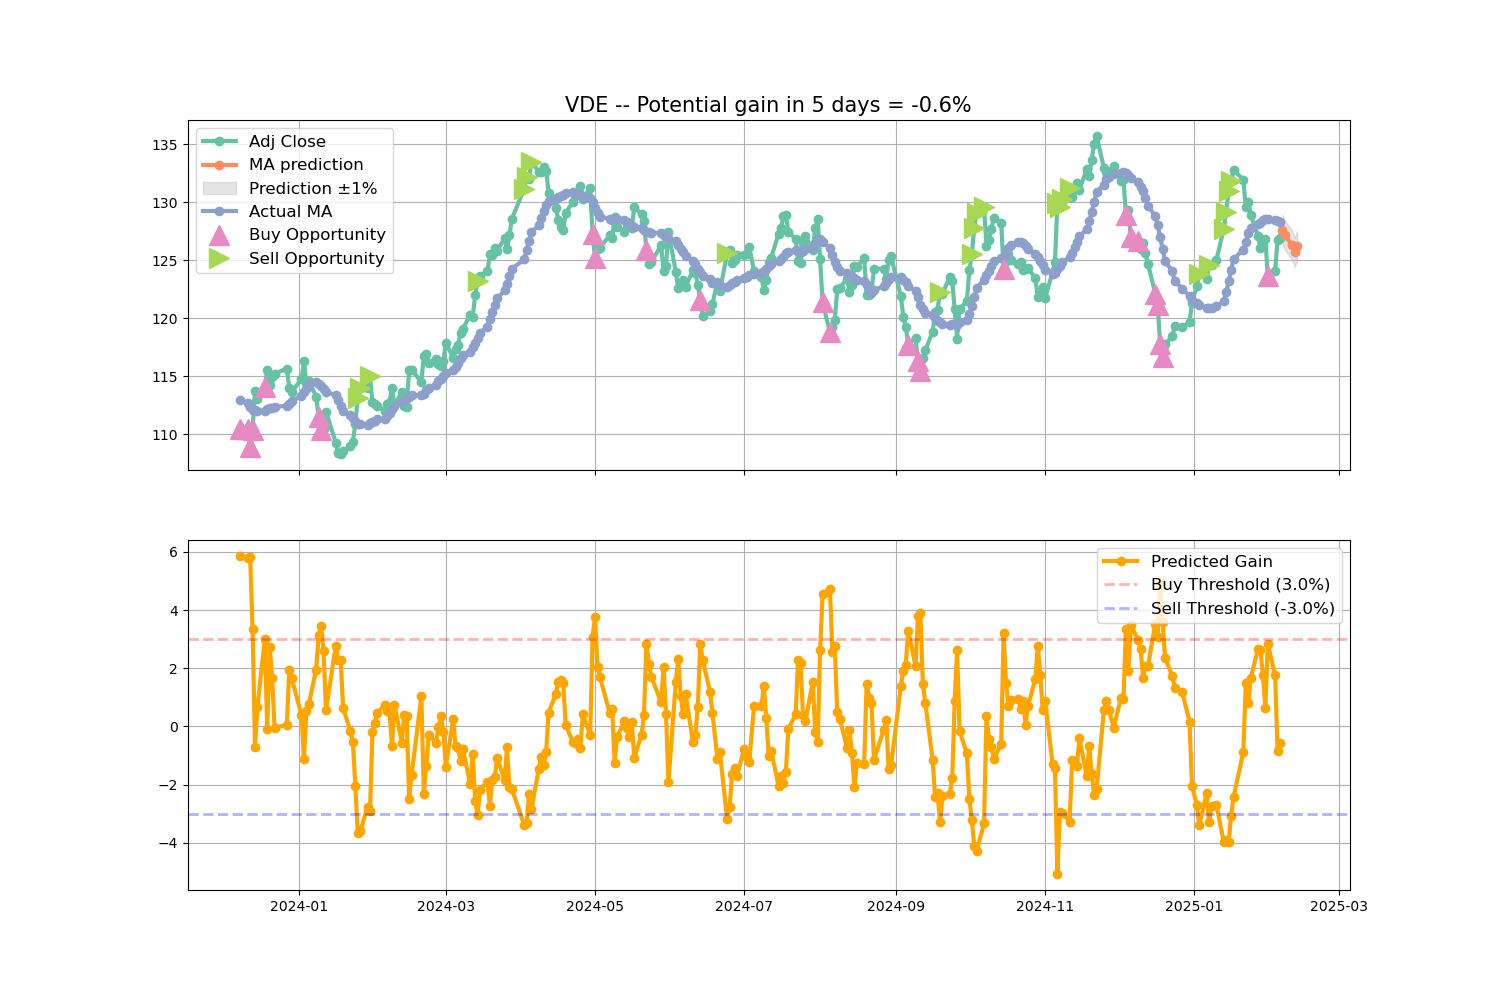 VDE -- Potential gain in 5 days = -0.6%
135
130
125
120
115
110
Adj Close
MA prediction
Prediction ±1%
Actual MA
Buy Opportunity
Sell Opportunity
6
4
2
0
−2
−4
Predicted Gain
Buy Threshold (3.0%)
Sell Threshold (-3.0%)
2024-01
2024-03
2024-05
2024-07
2024-09
2024-11
2025-01
2025-03